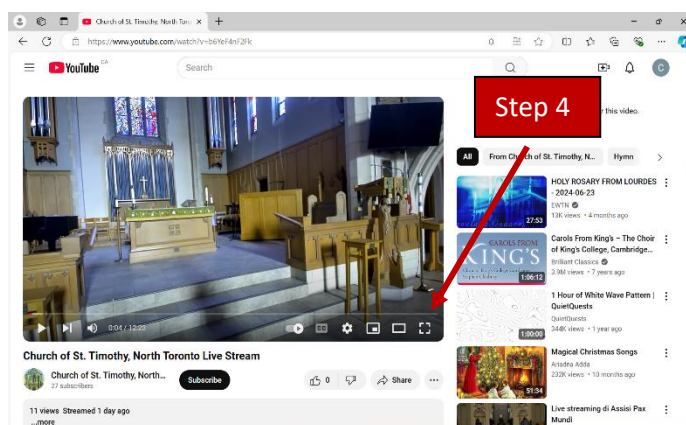 Church of St. Timothy, North Toro
https://www.youtube.com/watch?v=b6YeF4nF2Fk
YouTube CA
Search
C
Step 4
r this video.
All
From Church of St. Timothy, N...
Hymn
HOLY ROSARY FROM LOURDES
- 2024-06-23
EWTN
13K views • 4 months ago
27:53
CAROLS FROM
KING'S
Carols From King's – The Choir
of King's College, Cambridge...
Brilliant Classics
3.9M views • 7 years ago
1:06:12
1 Hour of White Wave Pattern |
QuietQuests
QuietQuests
344K views • 1 year ago
1:00:00
Magical Christmas Songs
Ariadna Adda
232K views • 10 months ago
51:34
Live streaming di Assisi Pax
Mundi
0:04 / 12:23
CC
Church of St. Timothy, North Toronto Live Stream
Church of St. Timothy, North...
27 subscribers
Subscribe
0
Share
11 views Streamed 1 day ago
...more